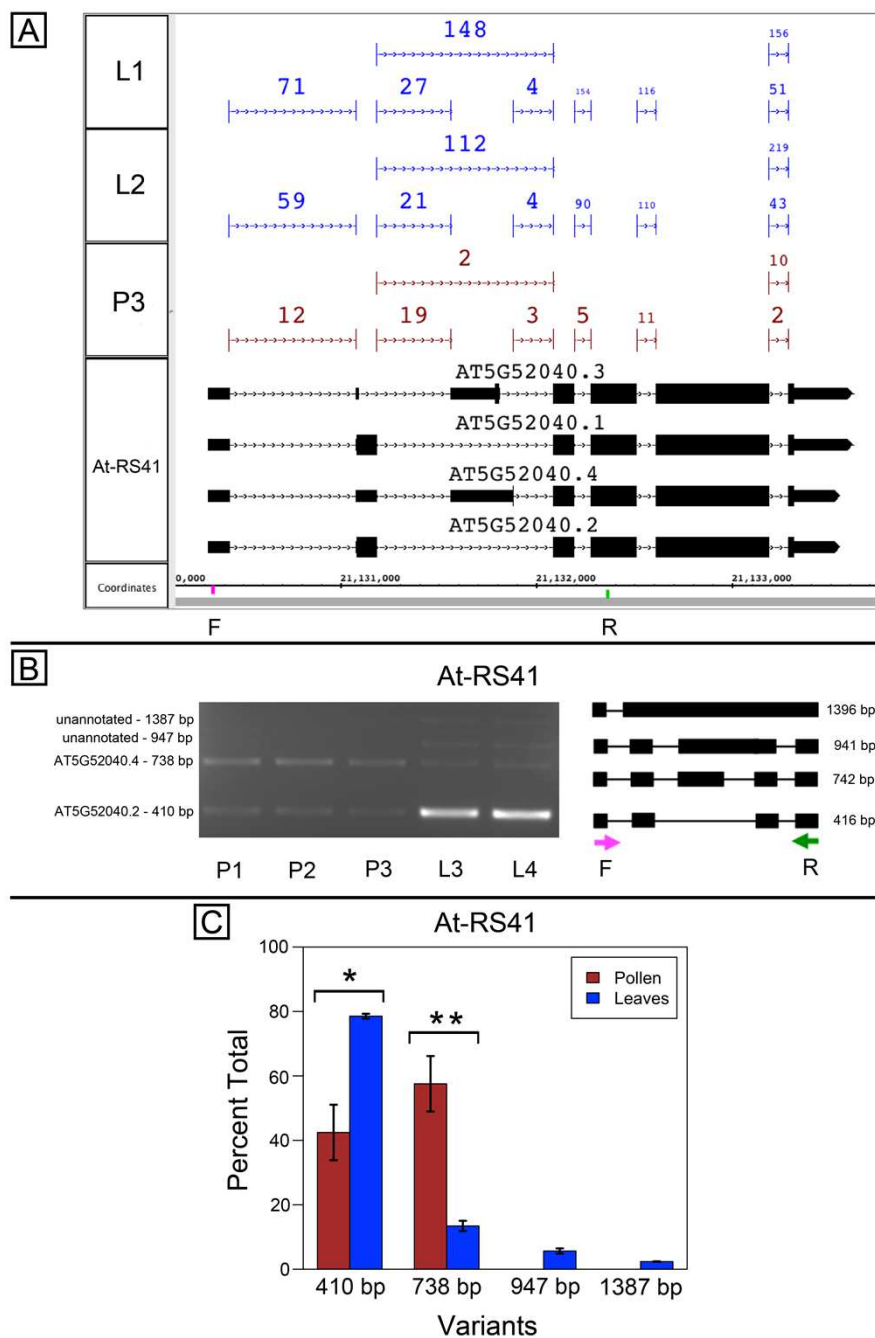 A
L1
148
156
71
27
4
154
116
51
L2
112
219
59
21
4
90
110
43
P3
2
10
12
19
3
5
11
2
At-RS41
AT5G52040.3
AT5G52040.1
AT5G52040.4
AT5G52040.2
Coordinates
0,000
21,131,000
21,132,000
21,133,000
F
R
B
At-RS41
unannotated - 1387 bp
unannotated - 947 bp
AT5G52040.4 - 738 bp
AT5G52040.2 - 410 bp
P1
P2
P3
L3
L4
1396 bp
941 bp
742 bp
416 bp
F
R
C
At-RS41
Percent Total
100
80
60
40
20
0
*
**
Pollen
Leaves
410 bp
738 bp
947 bp
1387 bp
Variants